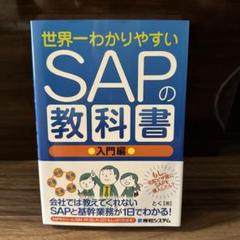 世界一わかりやすい
SAPの
教科書
入門編
会社では教えてくれない
SAPと基幹業務が1日でわかる!
とく[著]
秀和システム